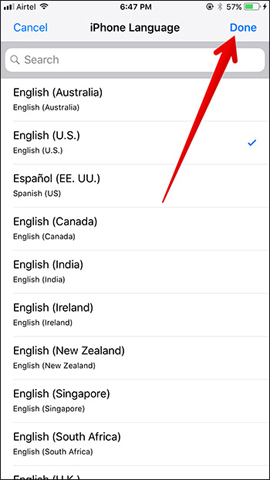 Airtel 6:47 PM 57%
Cancel iPhone Language Done
Search
English (Australia)
English (Australia)
English (U.S.)
English (U.S.)
Español (EE. UU.)
Spanish (US)
English (Canada)
English (Canada)
English (India)
English (India)
English (Ireland)
English (Ireland)
English (New Zealand)
English (New Zealand)
English (Singapore)
English (Singapore)
English (South Africa)
English (South Africa)
English (U.K.)